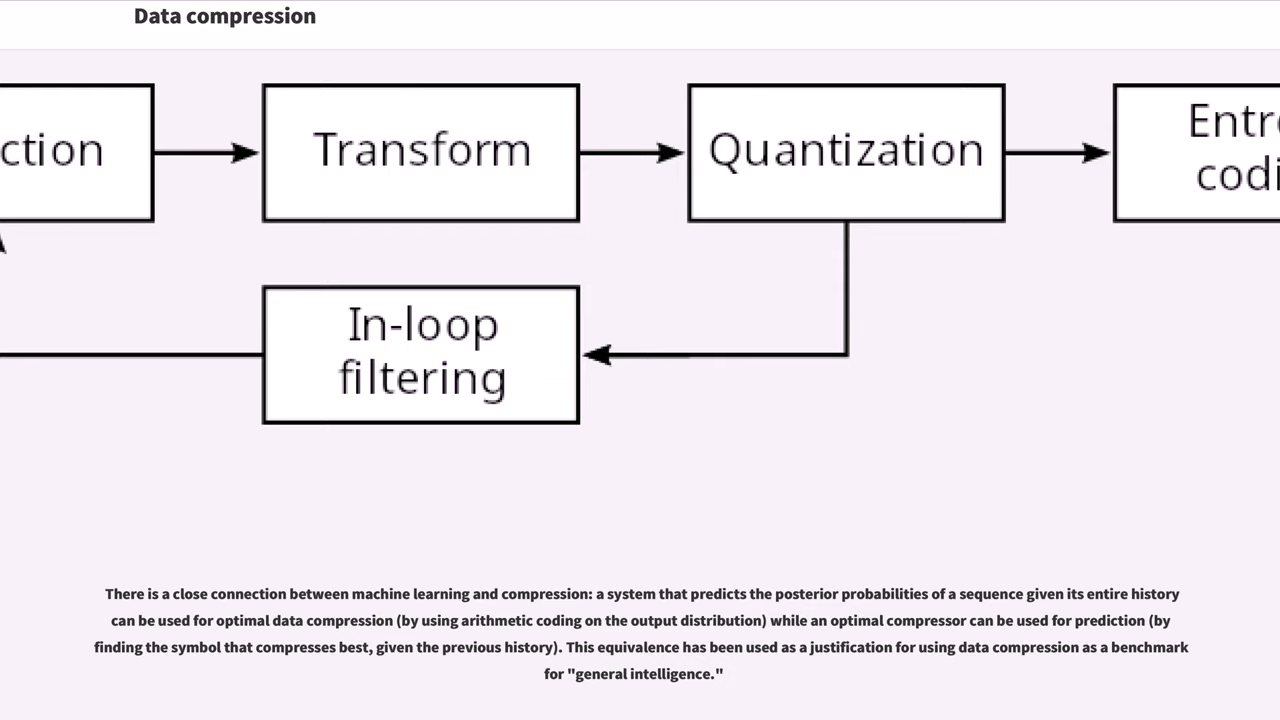 Data compression
ction
Transform
Quantization
Entr
codi
In-loop
filtering
There is a close connection between machine learning and compression: a system that predicts the posterior probabilities of a sequence given its entire history
can be used for optimal data compression (by using arithmetic coding on the output distribution) while an optimal compressor can be used for prediction (by
finding the symbol that compresses best, given the previous history). This equivalence has been used as a justification for using data compression as a benchmark
for "general intelligence."